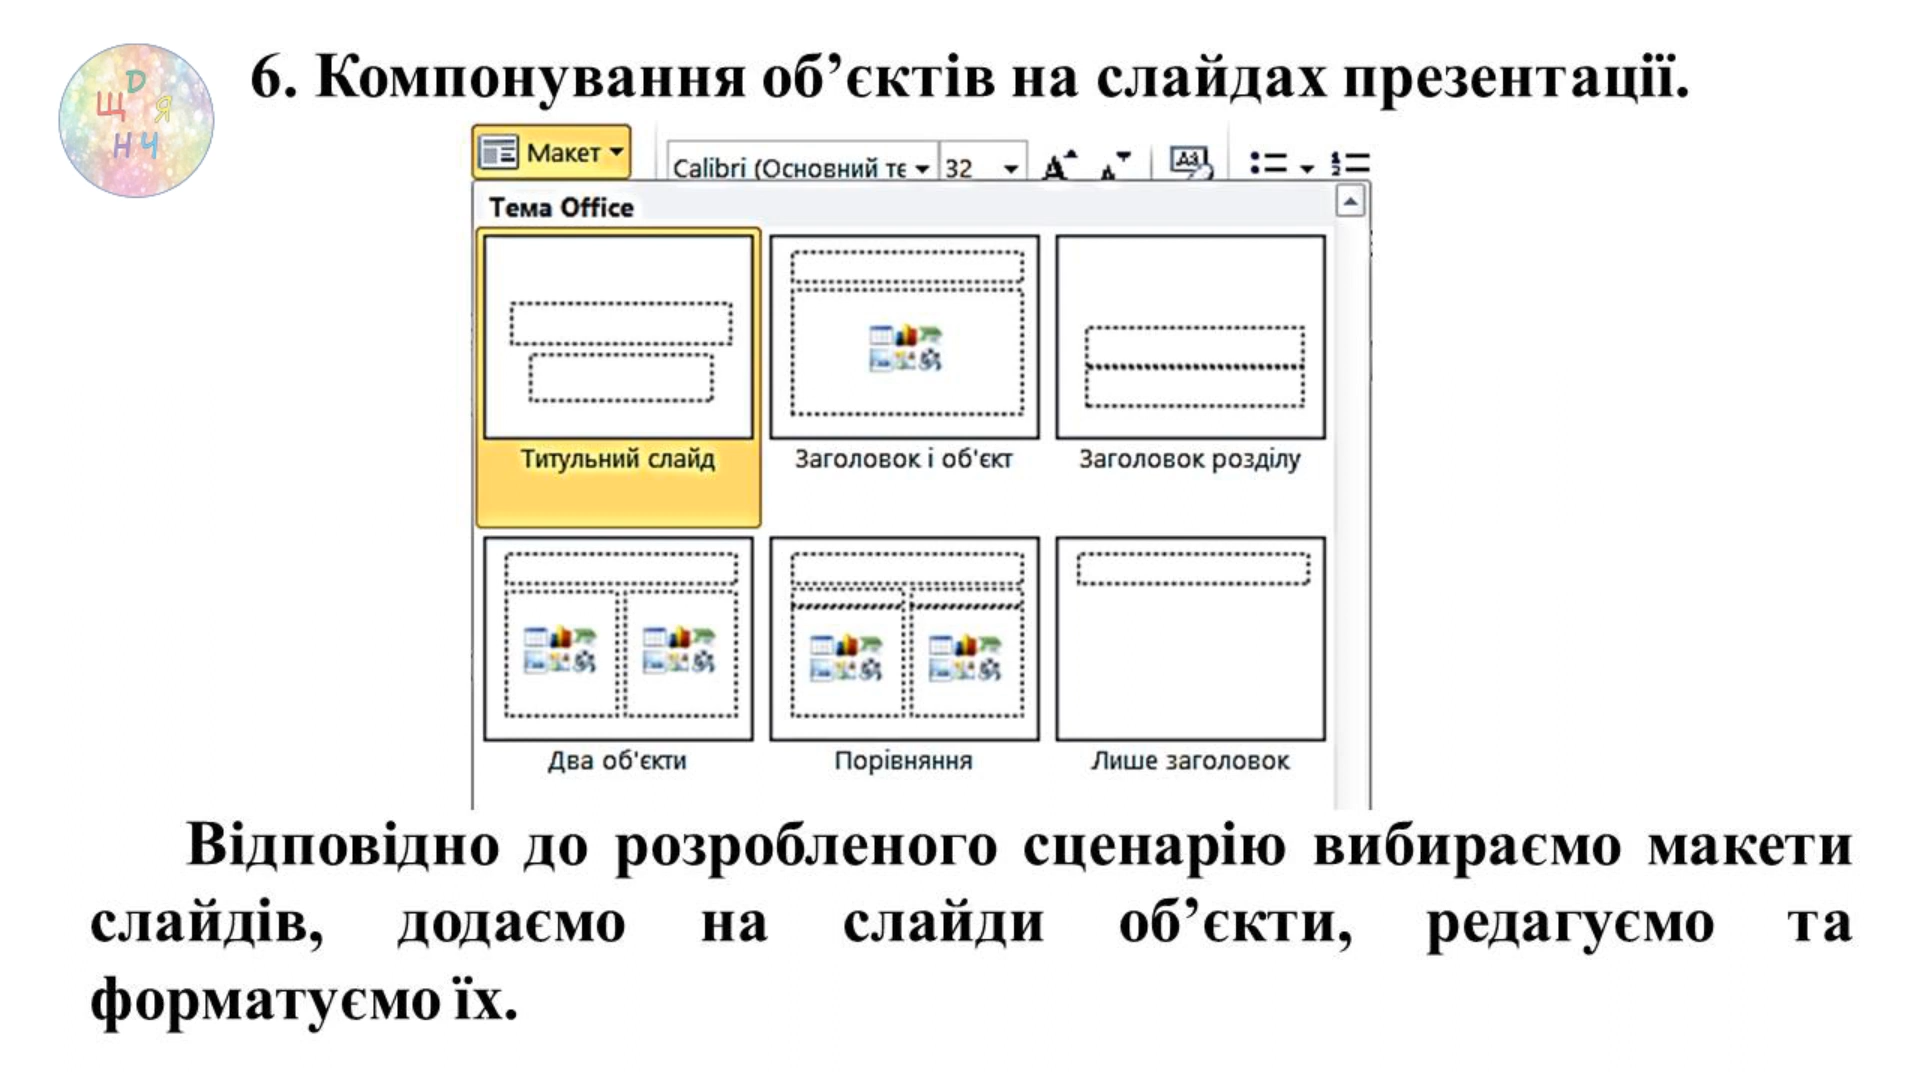 Д
Щ Я
Н Ч
6. Компонування об’єктів на слайдах презентації.
Макет
Calibri (Основний те 32
Тема Office
Титульний слайд Заголовок і об'єкт Заголовок розділу
Два об'єкти Порівняння Лише заголовок
Відповідно до розробленого сценарію вибираємо макети
слайдів, додаємо на слайди об’єкти, редагуємо та
форматуємо їх.